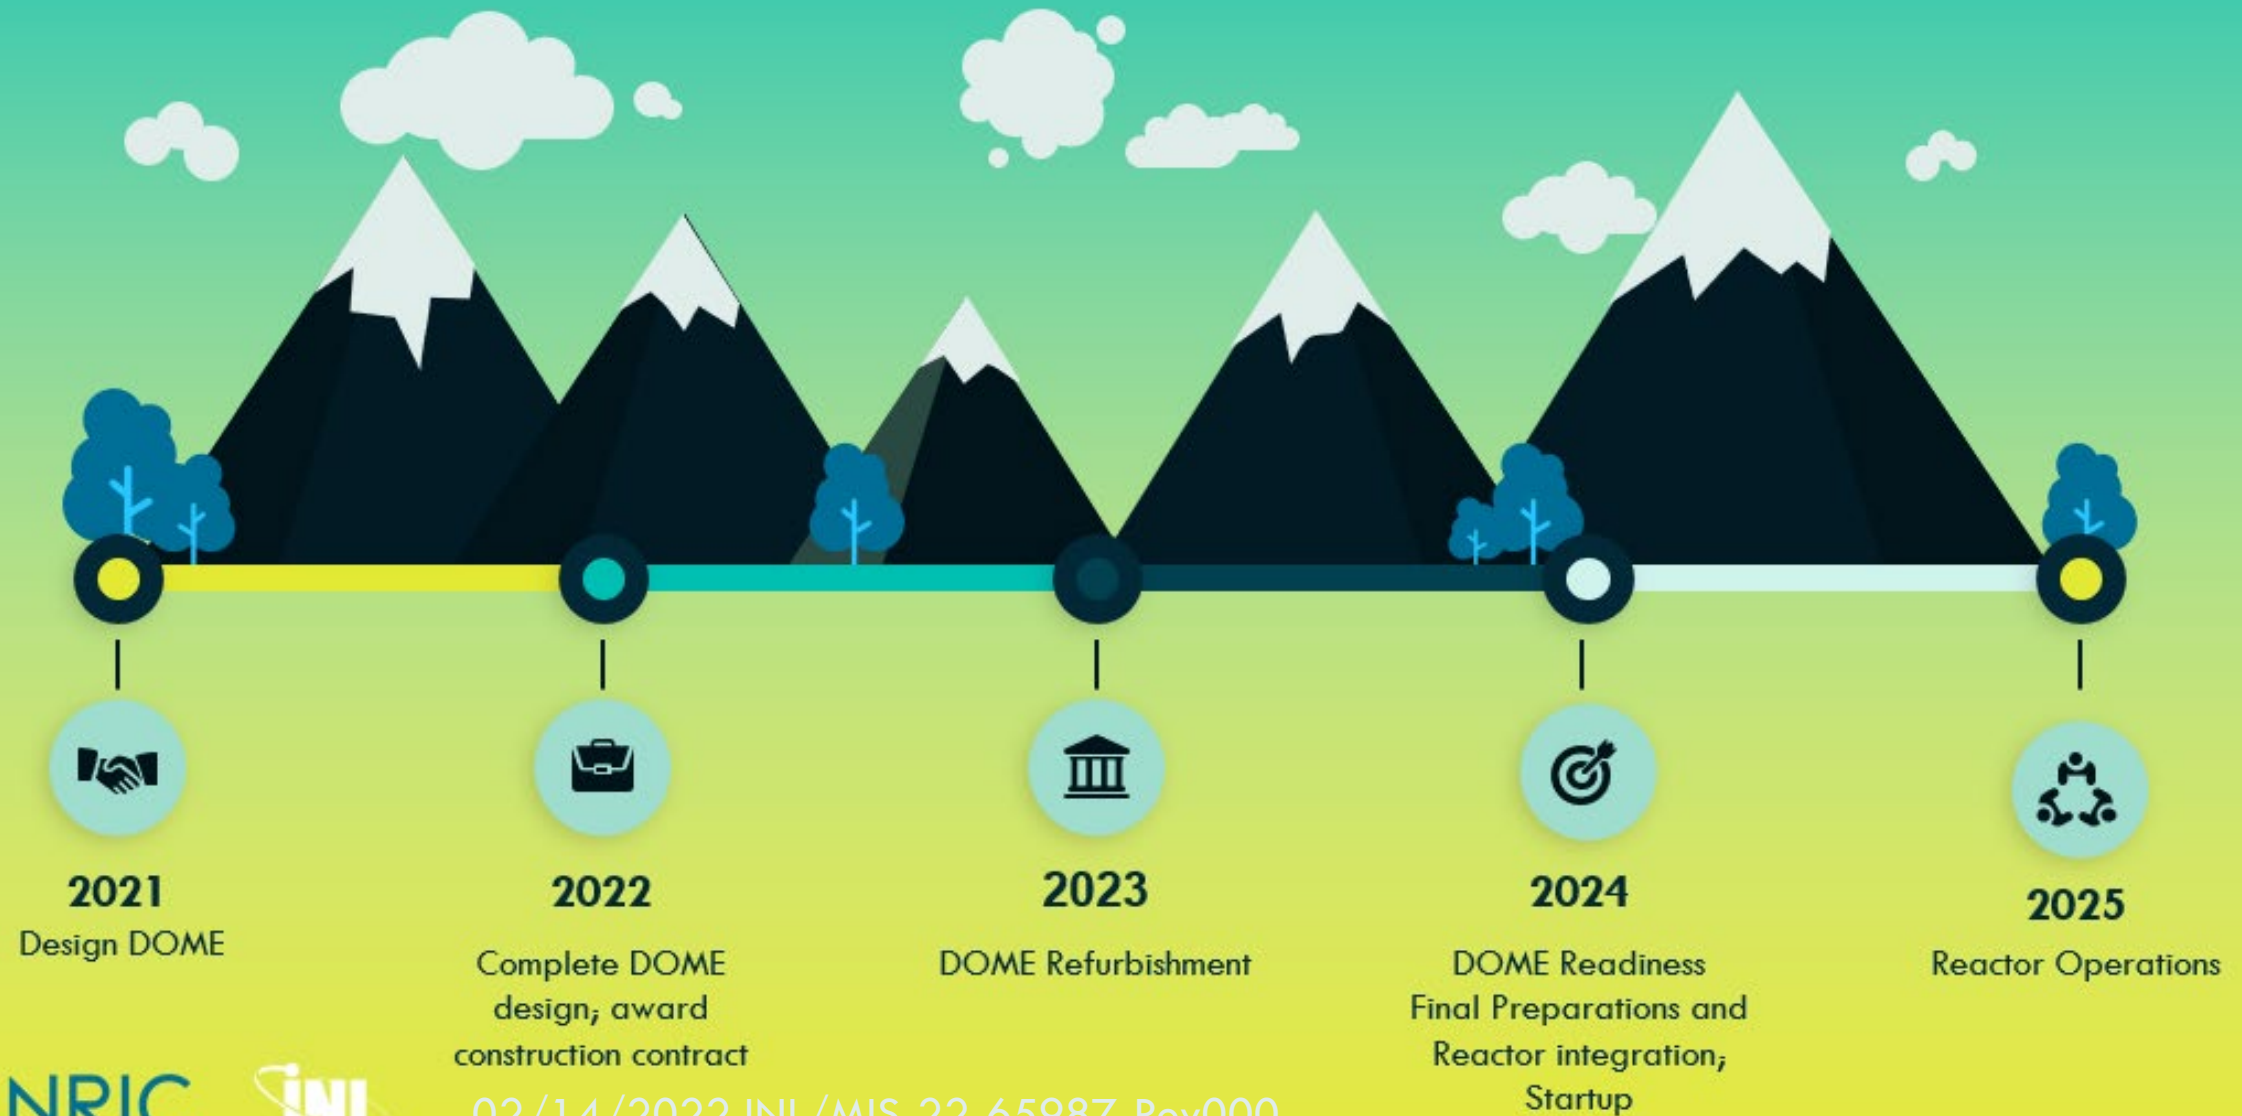 2021
Design DOME
2022
Complete DOME
design; award
construction contract
2023
DOME Refurbishment
2024
DOME Readiness
Final Preparations and
Reactor integration;
Startup
2025
Reactor Operations
NRIC
INL
02/14/2022 INL/MIS-22-65987-Rev000